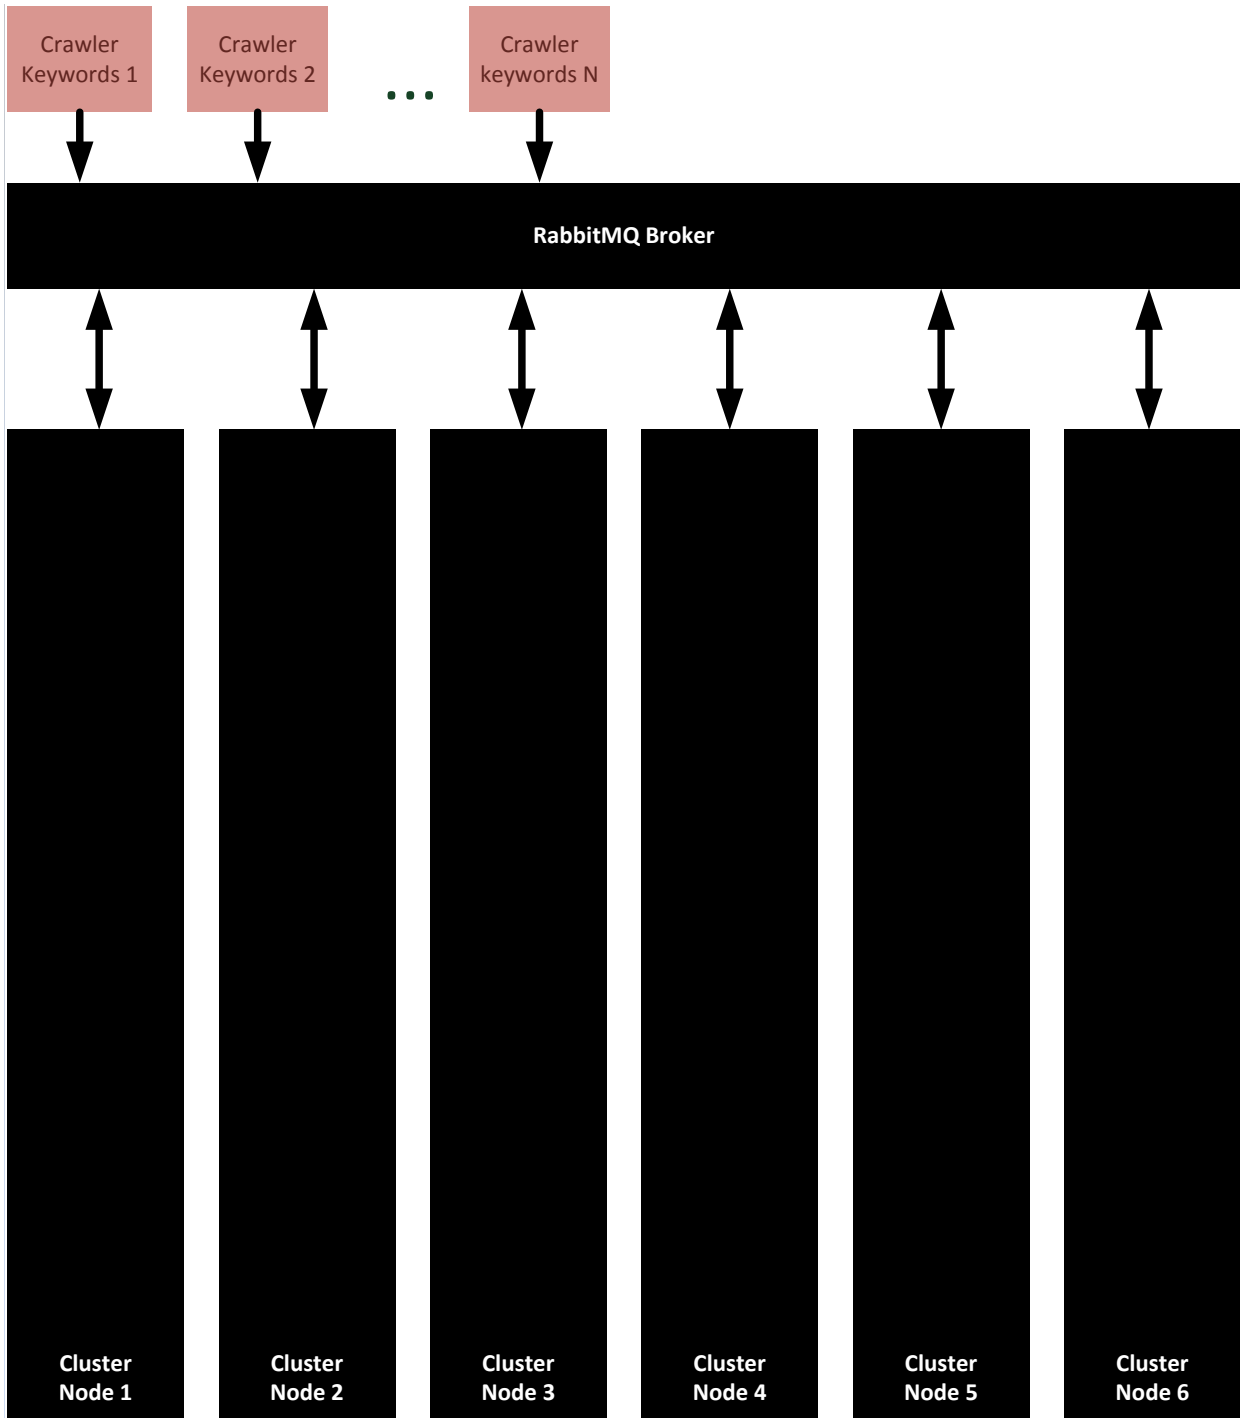 Crawler
Keywords 1
Crawler
Keywords 2
...
Crawler
keywords N
RabbitMQ Broker
Cluster
Node 1
Cluster
Node 2
Cluster
Node 3
Cluster
Node 4
Cluster
Node 5
Cluster
Node 6